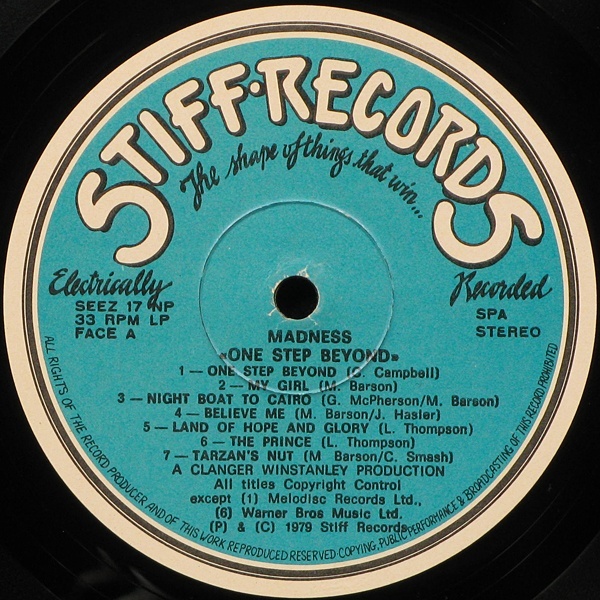 STIFF·RECORDS
The shape of things that win...
Electrically Recorded
SEEZ 17 NP
33 RPM LP
FACE A
SPA
STEREO
MADNESS
«ONE STEP BEYOND»
1 — ONE STEP BEYOND (C. Campbell)
2 — MY GIRL (M. Barson)
3 — NIGHT BOAT TO CAIRO (G. McPherson/M. Barson)
4 — BELIEVE ME (M. Barson/J. Hasler)
5 — LAND OF HOPE AND GLORY (L. Thompson)
6 — THE PRINCE (L. Thompson)
7 — TARZAN'S NUT (M Barson/C. Smash)
A CLANGER WINSTANLEY PRODUCTION
All titles Copyright Control
except (1) Melodisc Records Ltd.,
(6) Warner Bros Music Ltd.
(P) & (C) 1979 Stiff Records.
ALL RIGHTS OF THE RECORD PRODUCER AND OF THIS WORK REPRODUCED RESERVED·COPYING, PUBLIC PERFORMANCE & BROADCASTING OF THIS RECORD PROHIBITED